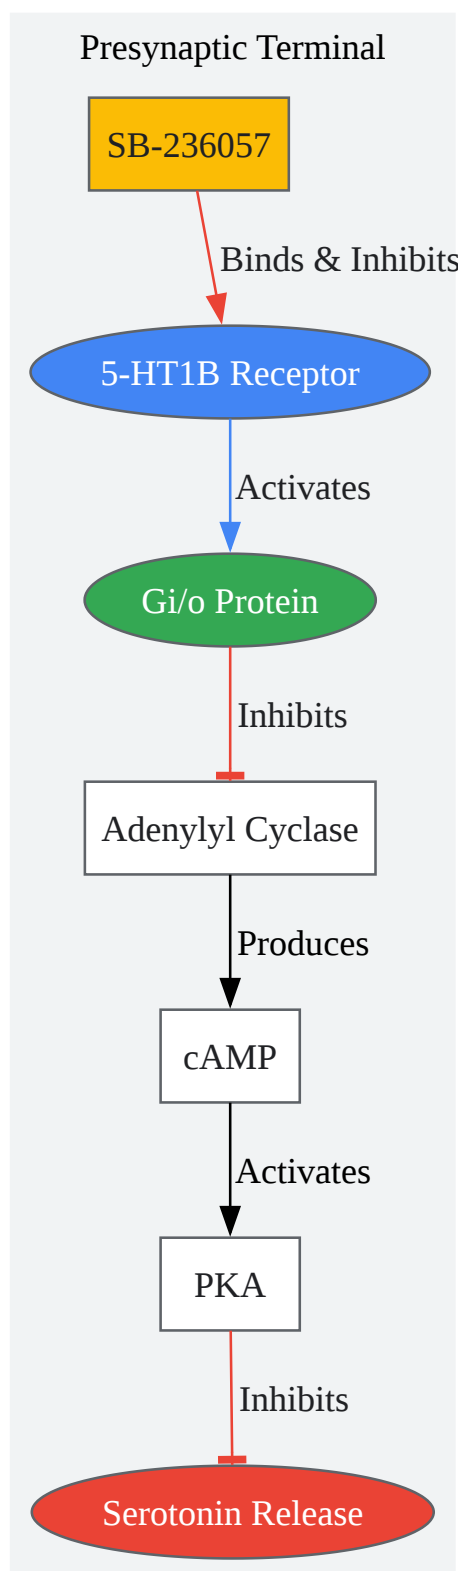 Presynaptic Terminal
SB-236057
Binds & Inhibits
5-HT1B Receptor
Activates
Gi/o Protein
Inhibits
Adenylyl Cyclase
Produces
cAMP
Activates
PKA
Inhibits
Serotonin Release